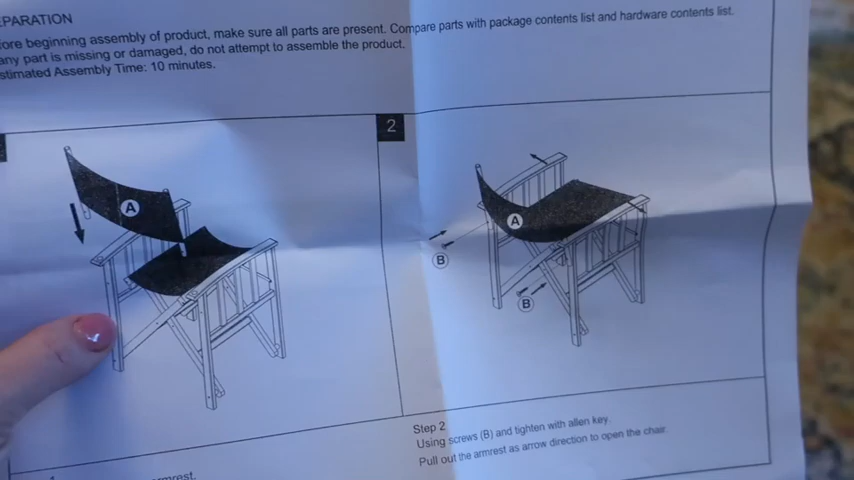 EPARATION
ore beginning assembly of product, make sure all parts are present. Compare parts with package contents list and hardware contents list.
any part is missing or damaged, do not attempt to assemble the product.
stimated Assembly Time: 10 minutes.
2
A
A
B
B
Step 2
Using screws (B) and tighten with allen key.
Pull out the armrest as arrow direction to open the chair.
armrest.